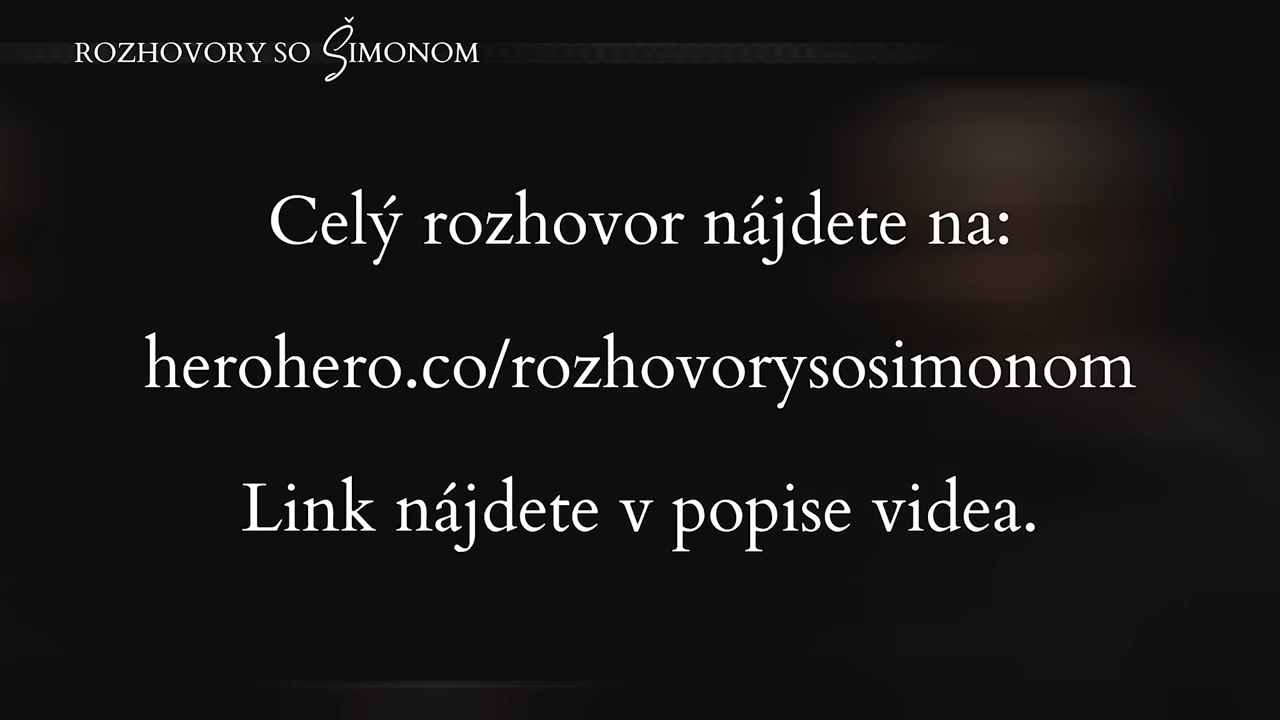 ROZHOVORY SO ŠIMONOM
Celý rozhovor nájdete na:
herohero.co/rozhovorysosimonom
Link nájdete v popise videa.